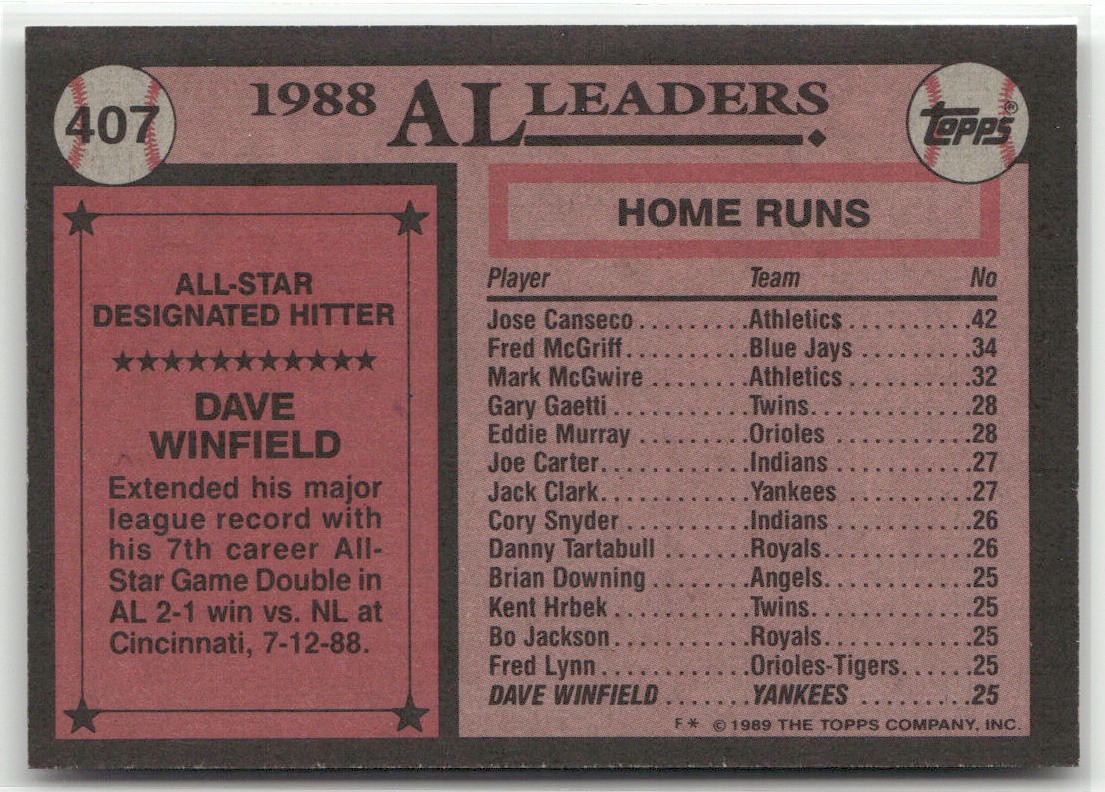 407
1988 AL LEADERS
topps®
ALL-STAR
DESIGNATED HITTER
DAVE
WINFIELD
Extended his major
league record with
his 7th career All-
Star Game Double in
AL 2-1 win vs. NL at
Cincinnati, 7-12-88.
HOME RUNS
Player Team No
Jose Canseco.........Athletics.........42
Fred McGriff.........Blue Jays.........34
Mark McGwire.........Athletics.........32
Gary Gaetti.........Twins.........28
Eddie Murray.........Orioles.........28
Joe Carter.........Indians.........27
Jack Clark.........Yankees.........27
Cory Snyder.........Indians.........26
Danny Tartabull.........Royals.........26
Brian Downing.........Angels.........25
Kent Hrbek.........Twins.........25
Bo Jackson.........Royals.........25
Fred Lynn.........Orioles-Tigers.........25
DAVE WINFIELD.........YANKEES.........25
F* © 1989 THE TOPPS COMPANY, INC.